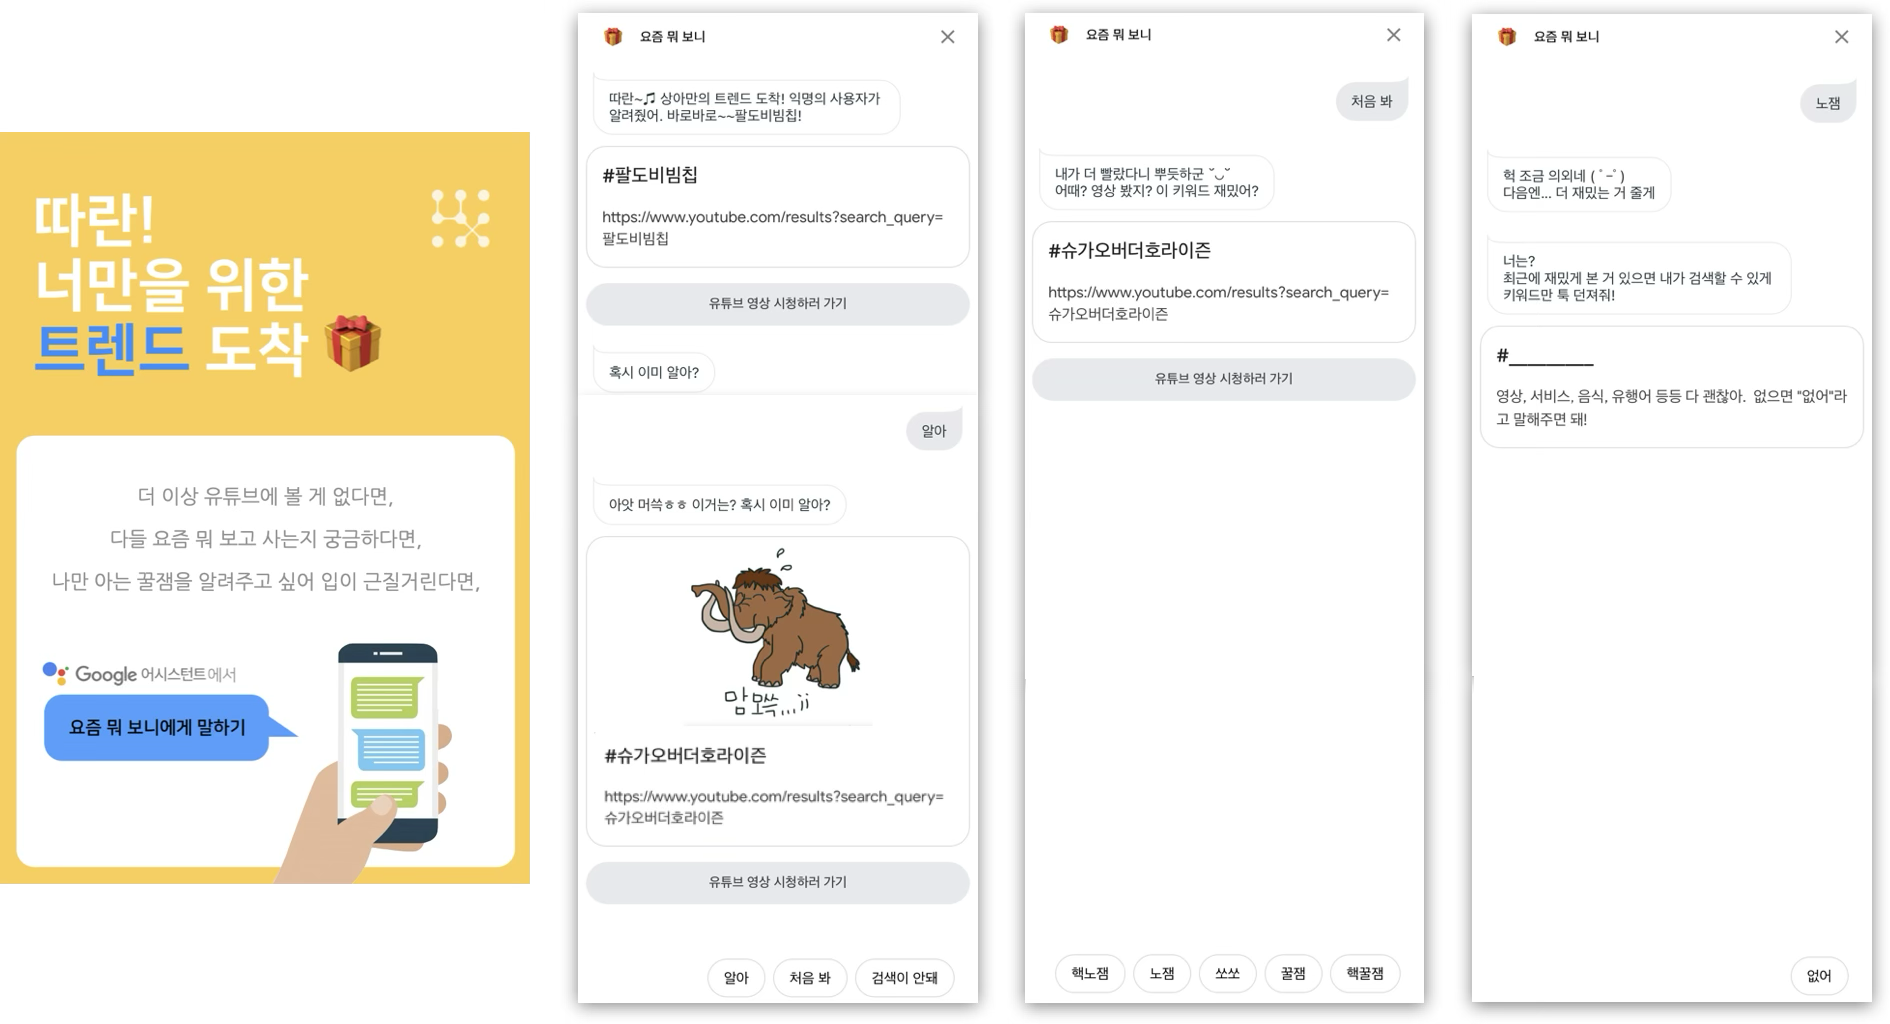 따란!
너만을 위한
트렌드 도착
더 이상 유튜브에 볼 게 없다면,
다들 요즘 뭐 보고 사는지 궁금하다면,
나만 아는 꿀잼을 알려주고 싶어 입이 근질거린다면,
Google 어시스턴트에서
요즘 뭐 보니에게 말하기
요즘 뭐 보니
따란~♫ 상아만의 트렌드 도착! 익명의 사용자가
알려줬어. 바로바로~~팔도비빔칩!
#팔도비빔칩
https://www.youtube.com/results?search_query=
팔도비빔칩
유튜브 영상 시청하러 가기
혹시 이미 알아?
알아
아앗 머쓱ㅎㅎ 이거는? 혹시 이미 알아?
맘모쓱...;;
#슈가오버더호라이즌
https://www.youtube.com/results?search_query=
슈가오버더호라이즌
유튜브 영상 시청하러 가기
알아 처음 봐 검색이 안돼
요즘 뭐 보니
처음 봐
내가 더 빨랐다니 뿌듯하군 ˘◡˘
어때? 영상 봤지? 이 키워드 재밌어?
#슈가오버더호라이즌
https://www.youtube.com/results?search_query=
슈가오버더호라이즌
유튜브 영상 시청하러 가기
핵노잼 노잼 쏘쏘 꿀잼 핵꿀잼
요즘 뭐 보니
노잼
헉 조금 의외네 ( ˚-˚ )
다음엔... 더 재밌는 거 줄게
너는?
최근에 재밌게 본 거 있으면 내가 검색할 수 있게
키워드만 툭 던져줘!
#__________
영상, 서비스, 음식, 유행어 등등 다 괜찮아. 없으면 "없어"라
고 말해주면 돼!
없어